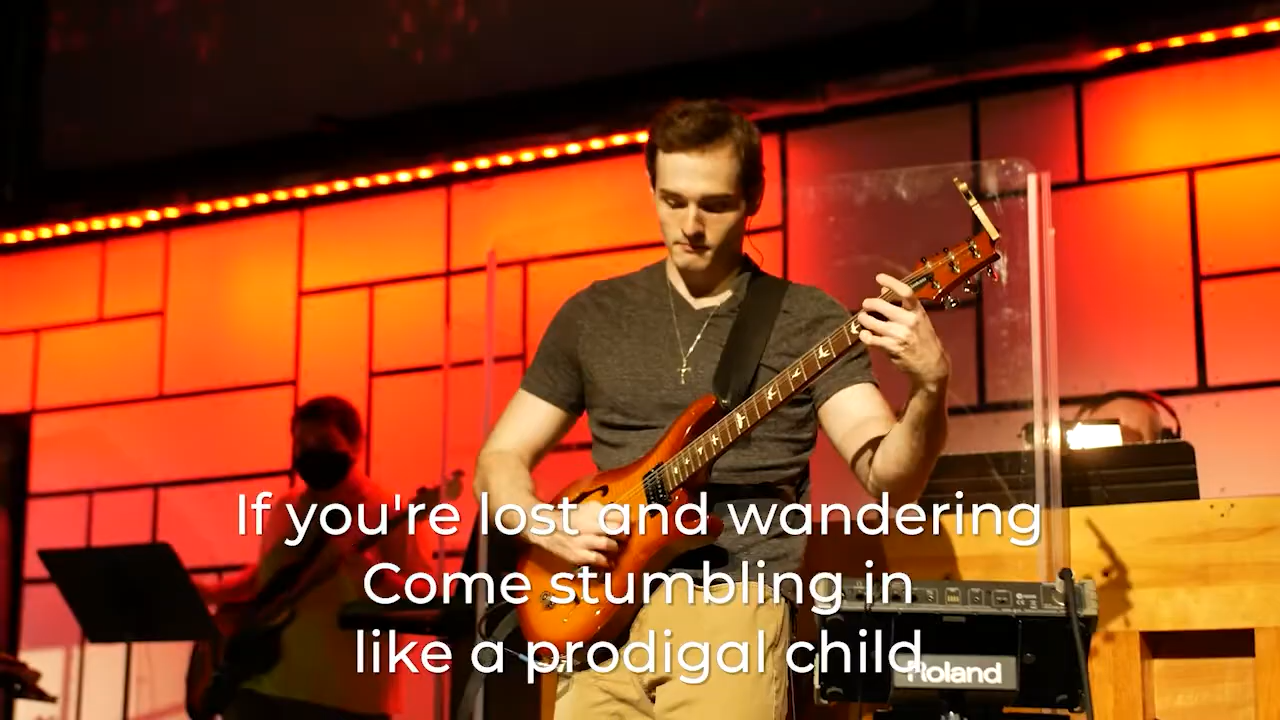 If you're lost and wandering
Come stumbling in
like a prodigal child
Roland